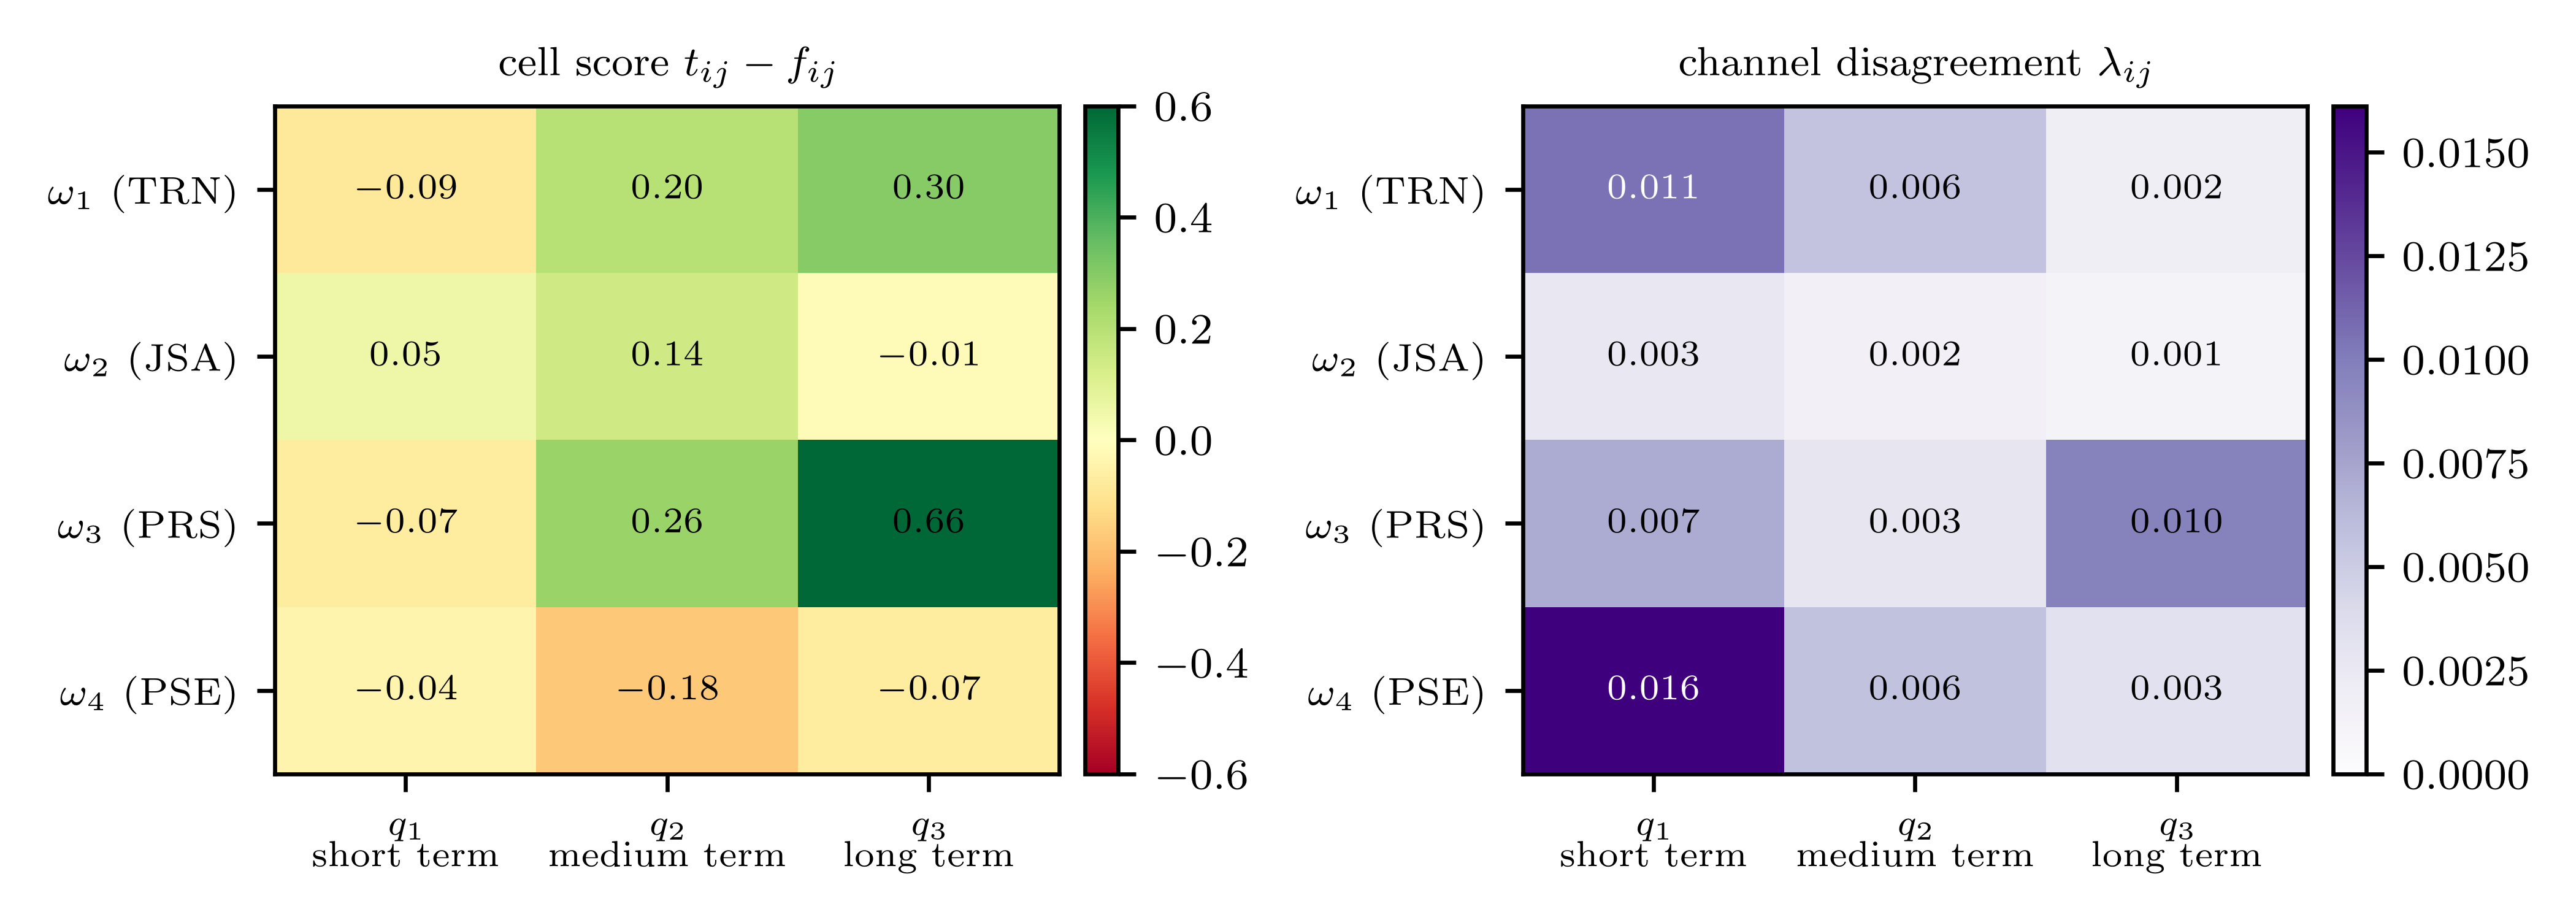 cell score t_{ij} − f_{ij}
ω₁ (TRN) −0.09 0.20 0.30
ω₂ (JSA) 0.05 0.14 −0.01
ω₃ (PRS) −0.07 0.26 0.66
ω₄ (PSE) −0.04 −0.18 −0.07
q₁ q₂ q₃
short term medium term long term
0.6
0.4
0.2
0.0
−0.2
−0.4
−0.6
channel disagreement λ_{ij}
ω₁ (TRN) 0.011 0.006 0.002
ω₂ (JSA) 0.003 0.002 0.001
ω₃ (PRS) 0.007 0.003 0.010
ω₄ (PSE) 0.016 0.006 0.003
q₁ q₂ q₃
short term medium term long term
0.0150
0.0125
0.0100
0.0075
0.0050
0.0025
0.0000